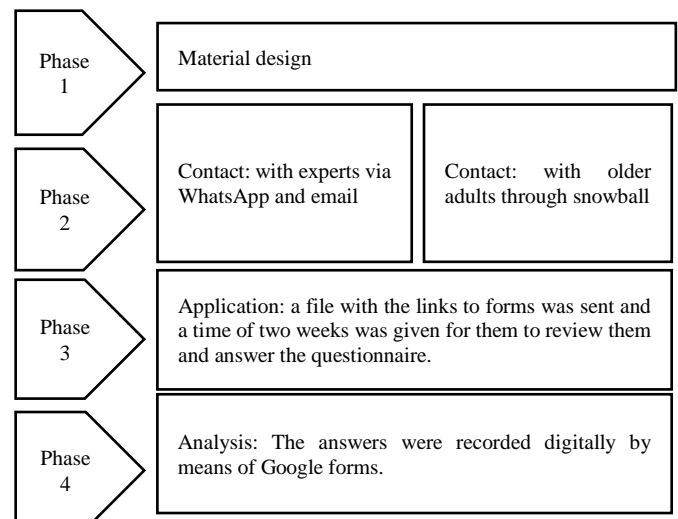 Phase
1
Material design
Phase
2
Contact: with experts via
WhatsApp and email
Contact: with older
adults through snowball
Phase
3
Application: a file with the links to forms was sent and
a time of two weeks was given for them to review them
and answer the questionnaire.
Phase
4
Analysis: The answers were recorded digitally by
means of Google forms.